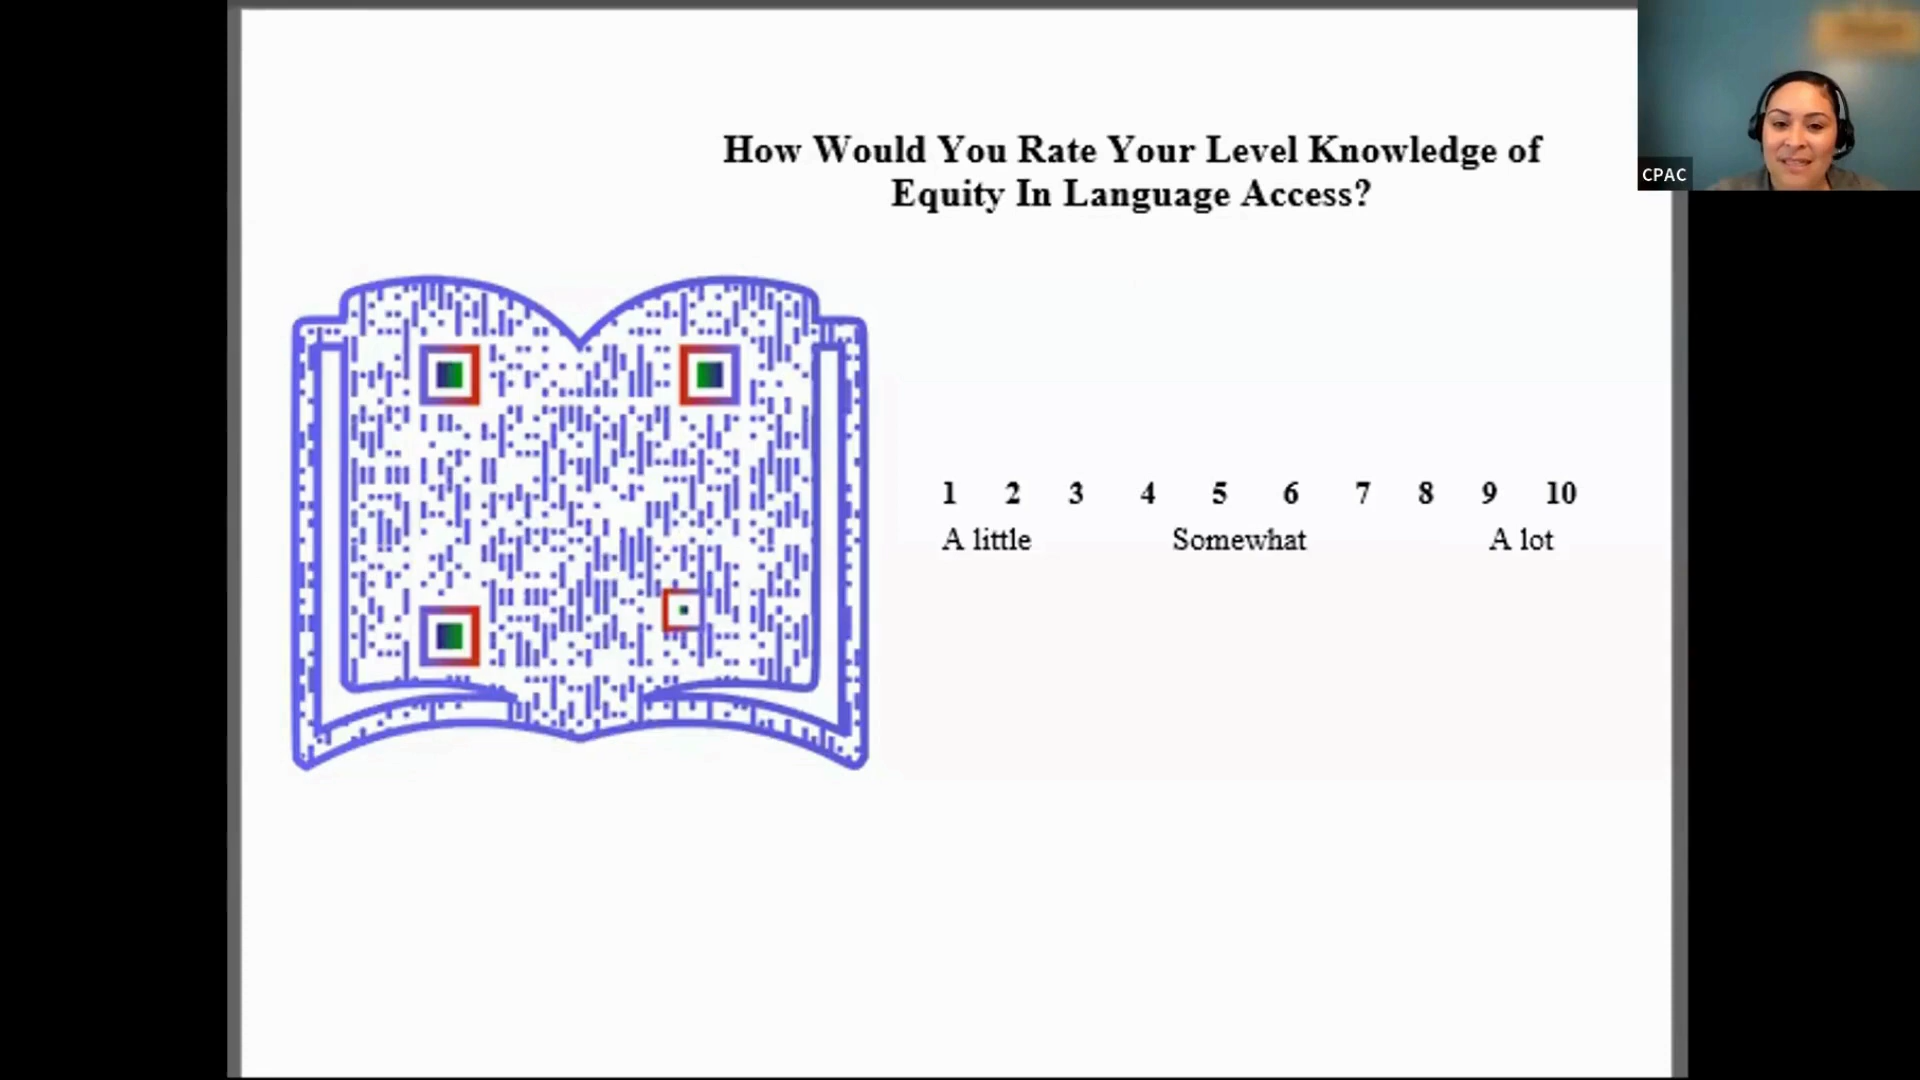 How Would You Rate Your Level Knowledge of
Equity In Language Access?
CPAC
1 2 3 4 5 6 7 8 9 10
A little Somewhat A lot